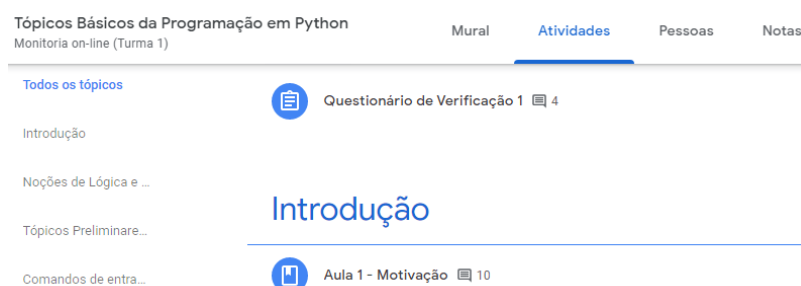 Tópicos Básicos da Programação em Python
Monitoria on-line (Turma 1)
Mural
Atividades
Pessoas
Notas
Todos os tópicos
Introdução
Noções de Lógica e ...
Tópicos Preliminare...
Comandos de entra...
Questionário de Verificação 1 4
Introdução
Aula 1 - Motivação 10